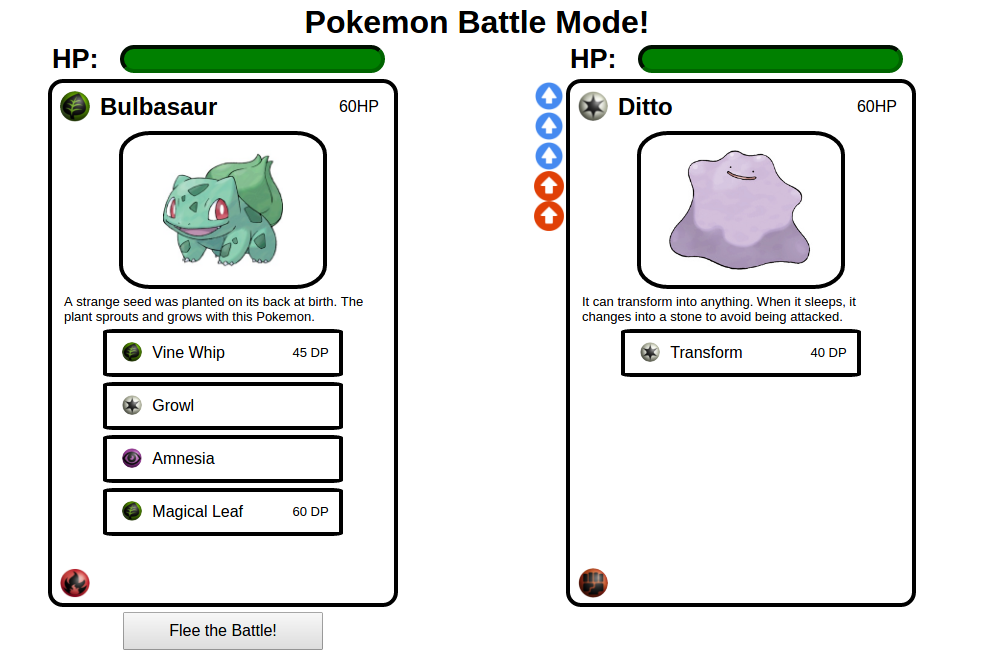 Pokemon Battle Mode!
HP:
HP:
Bulbasaur 60HP
A strange seed was planted on its back at birth. The
plant sprouts and grows with this Pokemon.
Vine Whip 45 DP
Growl
Amnesia
Magical Leaf 60 DP
Flee the Battle!
Ditto 60HP
It can transform into anything. When it sleeps, it
changes into a stone to avoid being attacked.
Transform 40 DP